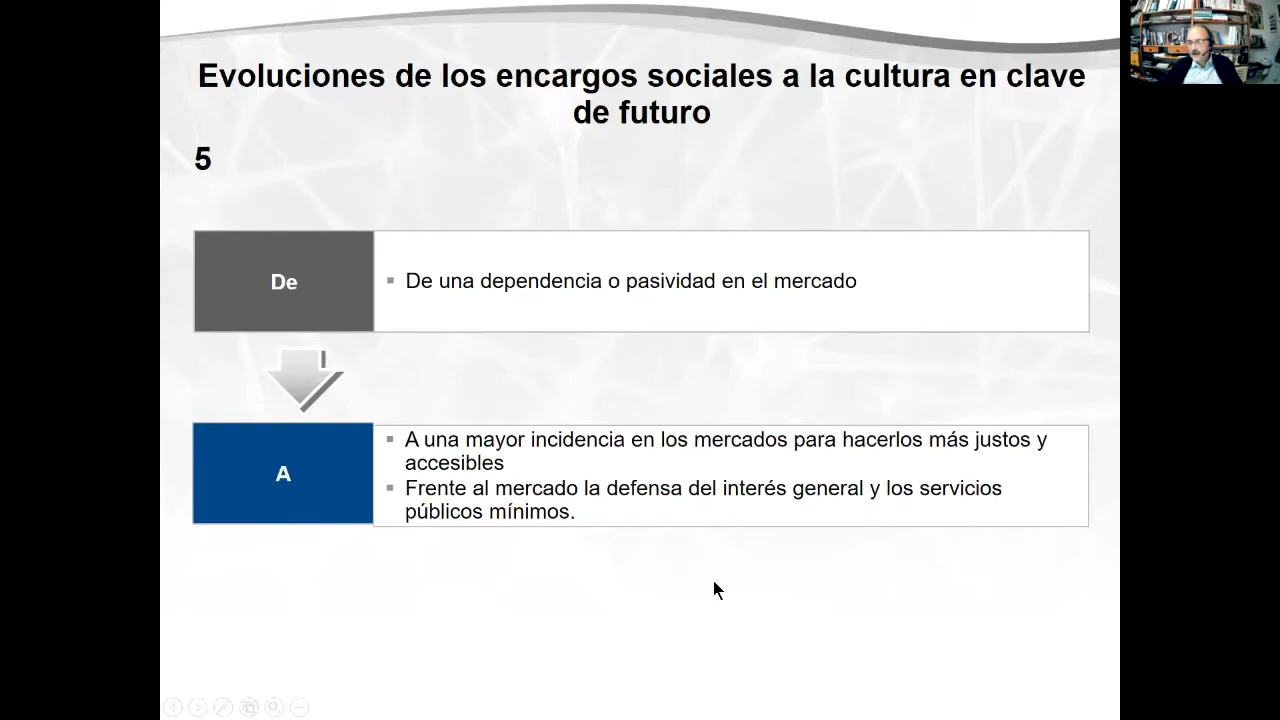 Evoluciones de los encargos sociales a la cultura en clave
de futuro
5
De
▪ De una dependencia o pasividad en el mercado
A
▪ A una mayor incidencia en los mercados para hacerlos más justos y
accesibles
▪ Frente al mercado la defensa del interés general y los servicios
públicos mínimos.